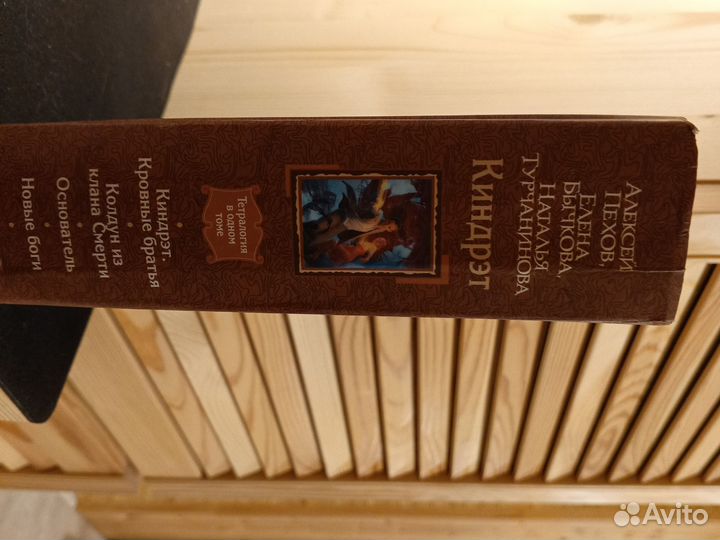 Алексей
Пехов,
Елена
Бычкова,
Наталья
Турчанинова
Киндрэт
Тетралогия
в одном
томе
Киндрэт.
Кровные братья
•
Колдун из
клана Смерти
•
Основатель
•
Новые боги
Avito